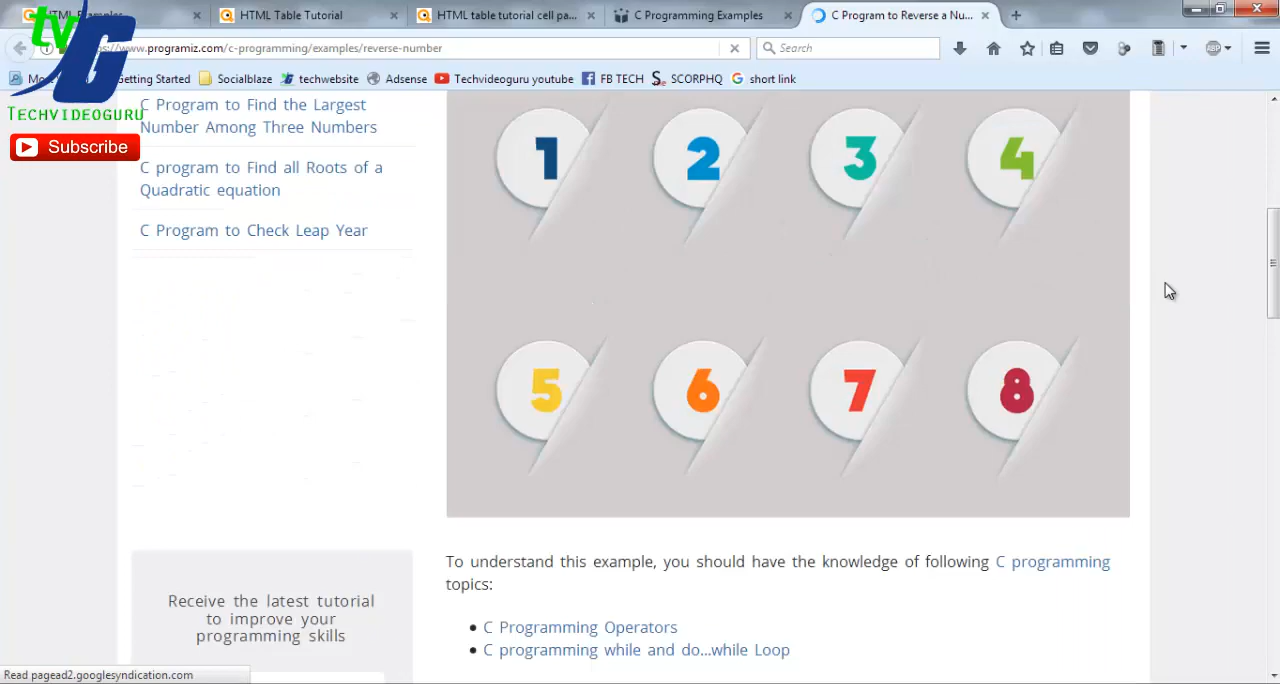 HTML Examples
HTML Table Tutorial
HTML table tutorial cell pa...
C Programming Examples
C Program to Reverse a Nu...
www.programiz.com/c-programming/examples/reverse-number
Search
Getting Started
Socialblaze
techwebsite
Adsense
Techvideoguru youtube
FB TECH
SCORPHQ
short link
tv
G
TECHVIDEOGURU
Subscribe
C Program to Find the Largest
Number Among Three Numbers
C program to Find all Roots of a
Quadratic equation
C Program to Check Leap Year
1 2 3 4
5 6 7 8
To understand this example, you should have the knowledge of following C programming
topics:
C Programming Operators
C programming while and do...while Loop
Receive the latest tutorial
to improve your
programming skills
Read pagead2.googlesyndication.com
ABP